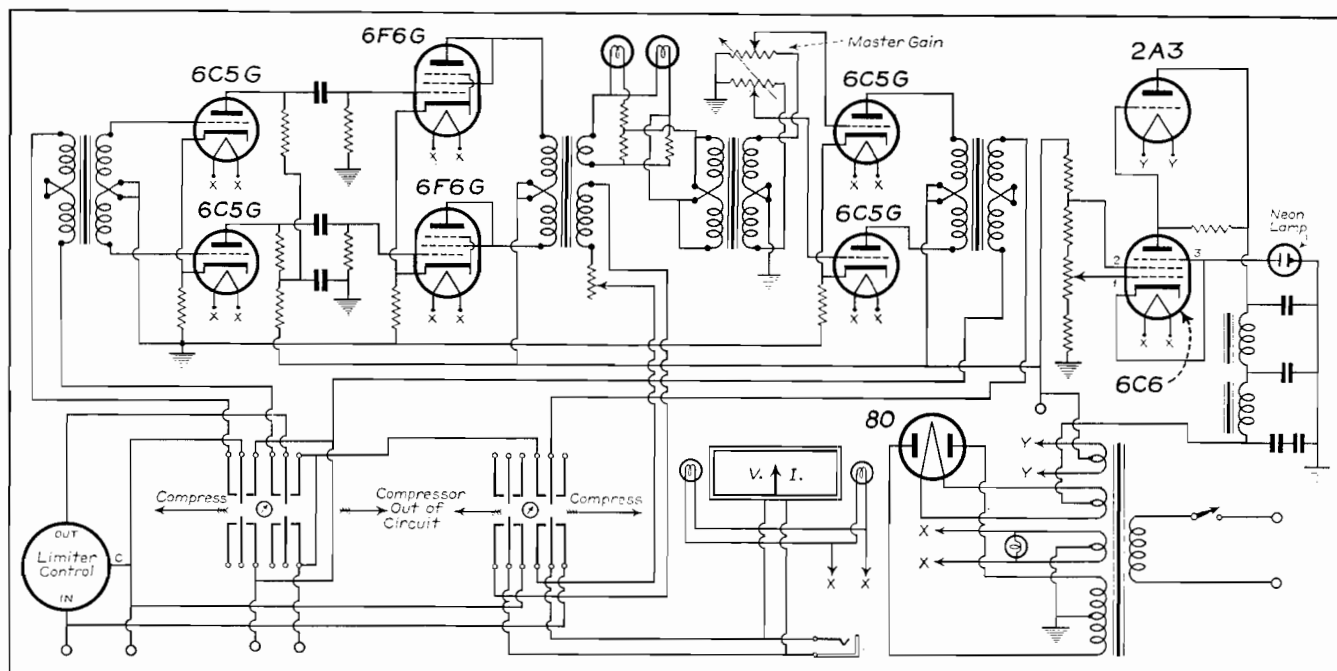 6F6G
Master Gain
2A3
6C5G
6C5G
X X
X X
Y Y
6F6G
6C5G
6C5G
Neon
Lamp
2
3
1
X X
X X
X X
X X
6C6
80
Y
Y
Compress
Compressor
Out of
Circuit
Compress
V. I.
OUT
Limiter
Control
C
IN
X
X
X X